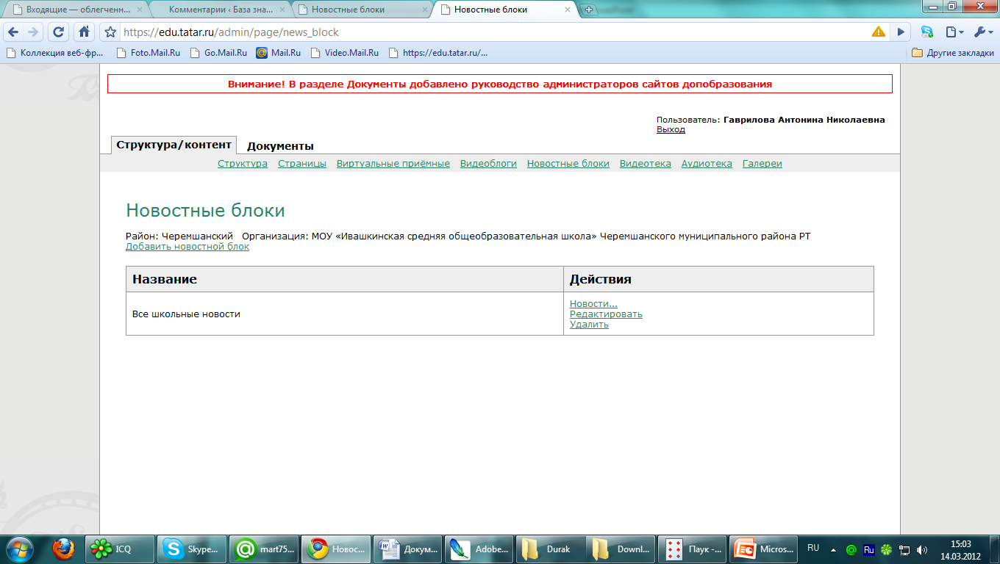 Входящие — облегченн...
Комментарии ‹ База зна...
Новостные блоки
Новостные блоки
https://edu.tatar.ru/admin/page/news_block
Коллекция веб-фр...
Foto.Mail.Ru
Go.Mail.Ru
Mail.Ru
Video.Mail.Ru
https://edu.tatar.ru/...
Другие закладки
Внимание! В разделе Документы добавлено руководство администраторов сайтов допобразования
Пользователь: Гаврилова Антонина Николаевна
Выход
Структура/контент Документы
Структура Страницы Виртуальные приёмные Видеоблоги Новостные блоки Видеотека Аудиотека Галереи
Новостные блоки
Район: Черемшанский Организация: МОУ «Ивашкинская средняя общеобразовательная школа» Черемшанского муниципального района РТ
Добавить новостной блок
Название Действия
Все школьные новости
Новости...
Редактировать
Удалить
ICQ
Skype...
mart75...
Новос...
Докум...
Adobe...
Durak
Downl...
Паук -...
Micros...
RU
Ru
15:03
14.03.2012